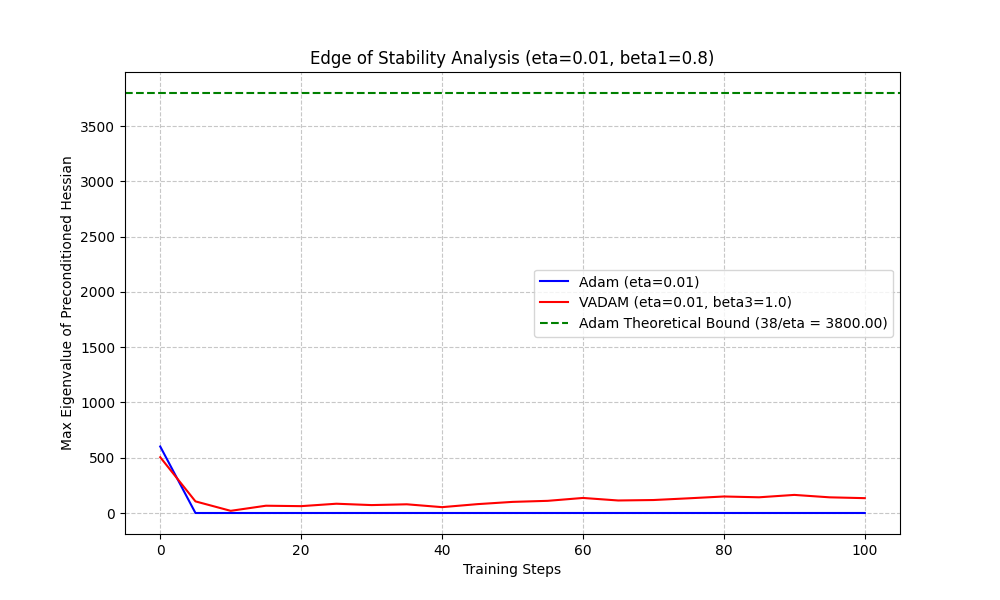 Edge of Stability Analysis (eta=0.01, beta1=0.8)
Max Eigenvalue of Preconditioned Hessian
3500
3000
2500
2000
1500
1000
500
0
Adam (eta=0.01)
VADAM (eta=0.01, beta3=1.0)
Adam Theoretical Bound (38/eta = 3800.00)
0 20 40 60 80 100
Training Steps